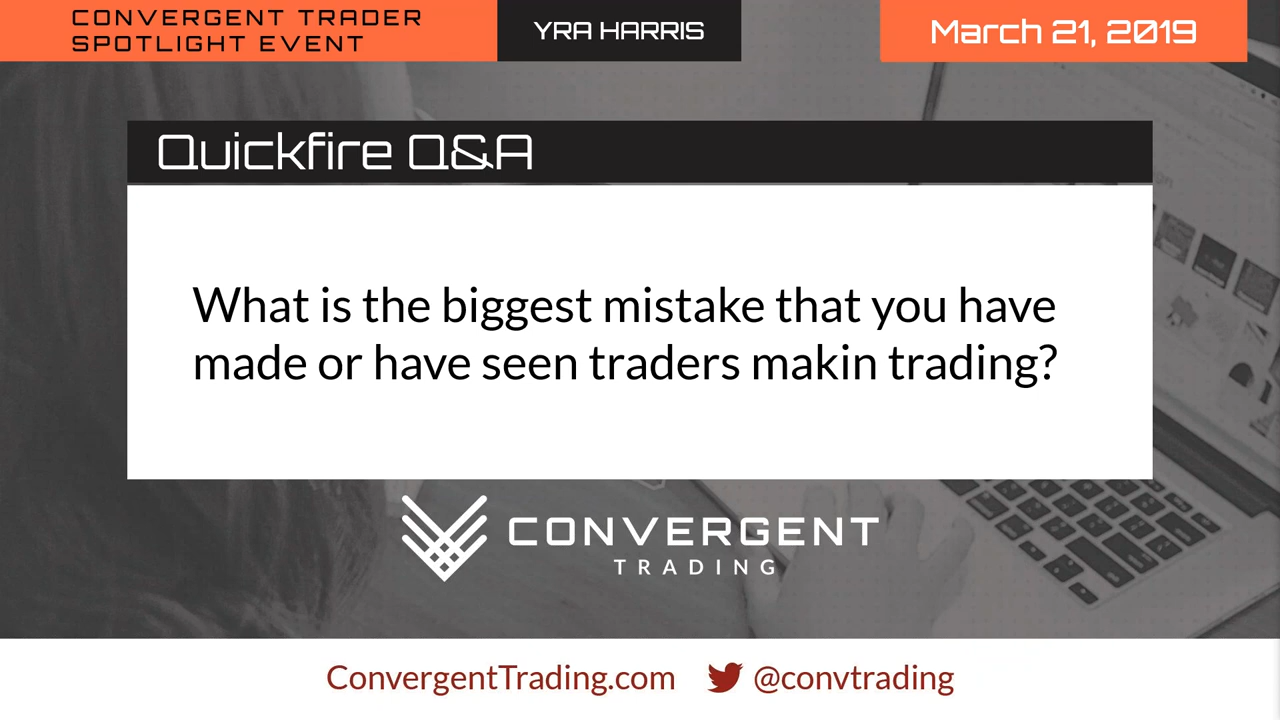 CONVERGENT TRADER
SPOTLIGHT EVENT
YRA HARRIS
March 21, 2019
Quickfire Q&A
What is the biggest mistake that you have
made or have seen traders makin trading?
CONVERGENT
TRADING
ConvergentTrading.com
@convtrading